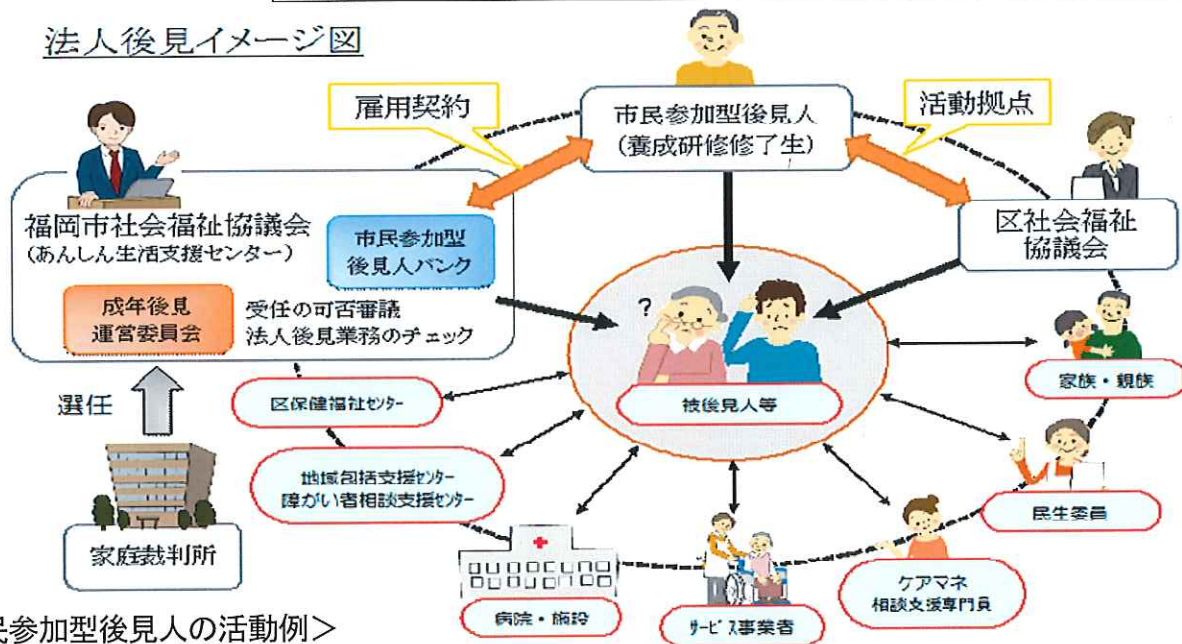 法人後見イメージ図
雇用契約
市民参加型後見人
(養成研修修了生)
活動拠点
福岡市社会福祉協議会
(あんしん生活支援センター)
市民参加型
後見人バンク
成年後見
運営委員会
受任の可否審議
法人後見業務のチェック
区社会福祉
協議会
?
被後見人等
選任
家庭裁判所
区保健福祉センター
地域包括支援センター
障がい者相談支援センター
病院・施設
サービス事業者
ケアマネ
相談支援専門員
民生委員
家族・親族
民参加型後見人の活動例>